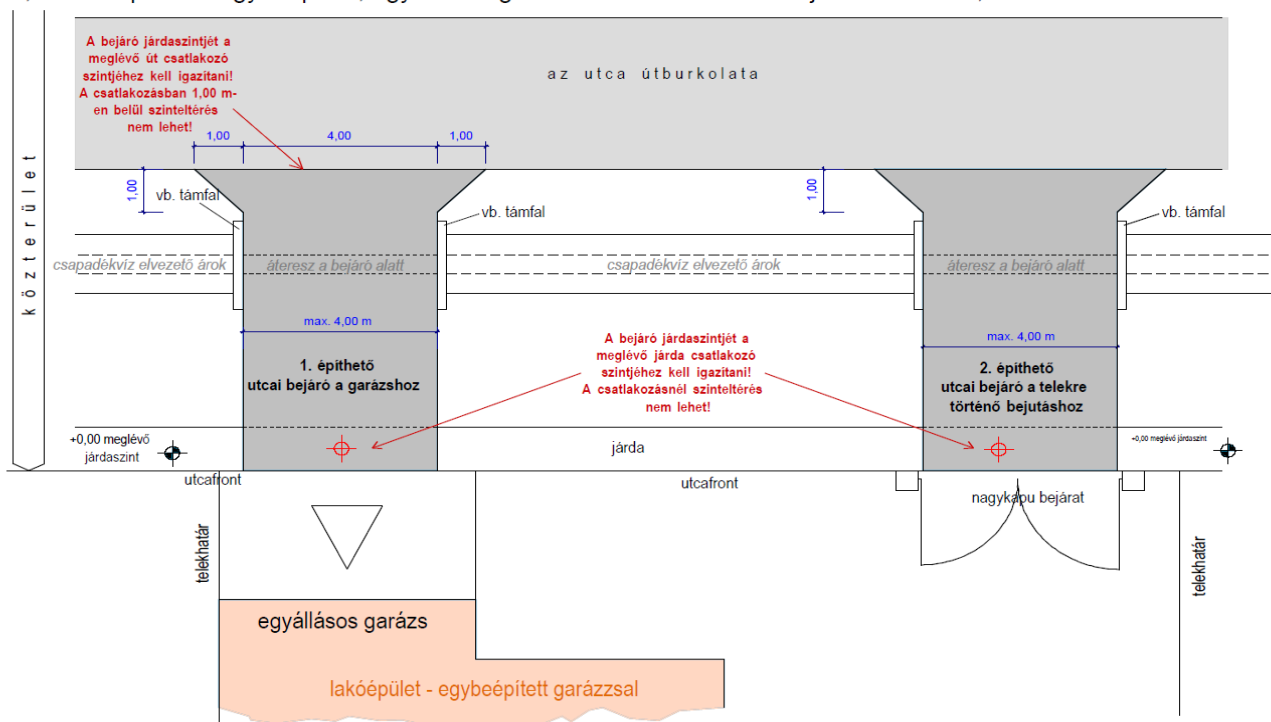 A bejáró járdaszintjét a
meglévő út csatlakozó
szintjéhez kell igazítani!
A csatlakozásban 1,00 m-
en belül szinteltérés
nem lehet!
az utca útburkolata
közterület
1,00
4,00
1,00
1,00
1,00
vb. támfal
vb. támfal
vb. támfal
csapadékvíz elvezető árok
áteresz a bejáró alatt
csapadékvíz elvezető árok
áteresz a bejáró alatt
max. 4,00 m
max. 4,00 m
1. építhető
utcai bejáró a garázshoz
A bejáró járdaszintjét a
meglévő járda csatlakozó
szintjéhez kell igazítani!
A csatlakozásnél szinteltérés
nem lehet!
2. építhető
utcai bejáró a telekre
történő bejutáshoz
+0,00 meglévő
járdaszint
járda
+0,00 meglévő járdaszint
utcafront
utcafront
nagykapu bejárat
telekhatár
telekhatár
egyállásos garázs
lakóépület - egybeépített garázzsal